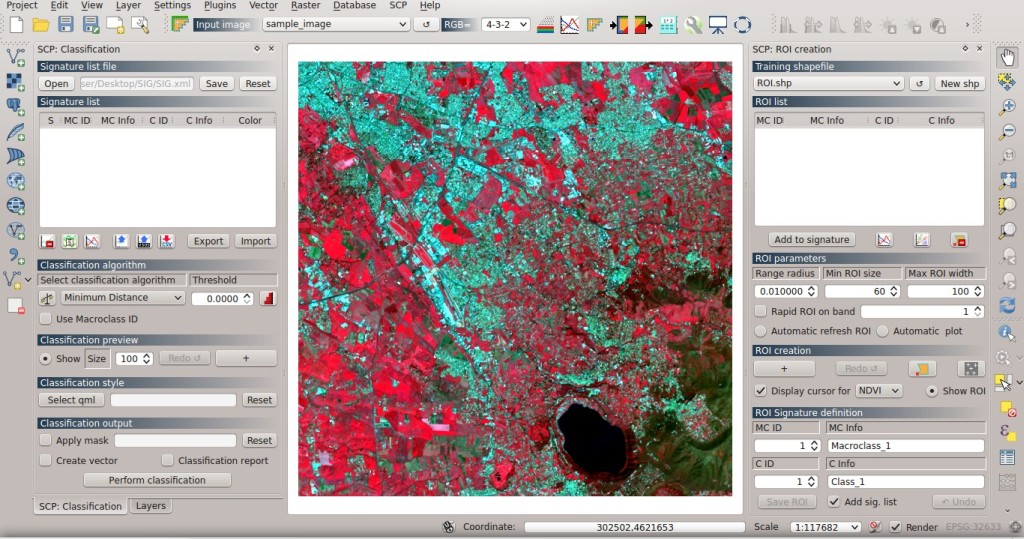 Project Edit View Layer Settings Plugins Vector Raster Database SCP Help
Input image sample_image RGB= 4-3-2
SCP: Classification
Signature list file
Open ser/Desktop/SIG/SIG.xml Save Reset
Signature list
S MC ID MC Info C ID C Info Color
Export Import
Classification algorithm
Select classification algorithm Threshold
Minimum Distance 0.0000
Use Macroclass ID
Classification preview
Show Size 100 Redo ↺ +
Classification style
Select qml Reset
Classification output
Apply mask Reset
Create vector Classification report
Perform classification
SCP: Classification Layers
SCP: ROI creation
Training shapefile
ROI.shp New shp
ROI list
MC ID MC Info C ID C Info
Add to signature
ROI parameters
Range radius Min ROI size Max ROI width
0.010000 60 100
Rapid ROI on band 1
Automatic refresh ROI Automatic plot
ROI creation
+ Redo ↺
Display cursor for NDVI Show ROI
ROI Signature definition
MC ID MC Info
1 Macroclass_1
C ID C Info
1 Class_1
Save ROI Add sig. list Undo
Coordinate: 302502,4621653 Scale 1:117682 Render EPSG:32633